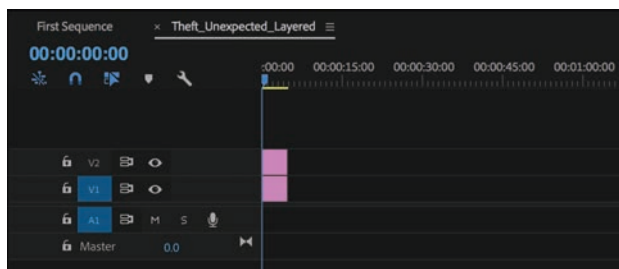 First Sequence × Theft_Unexpected_Layered
00:00:00:00
:00:00 00:00:15:00 00:00:30:00 00:00:45:00 00:01:00:00
V2
V1
A1 M S
Master 0.0